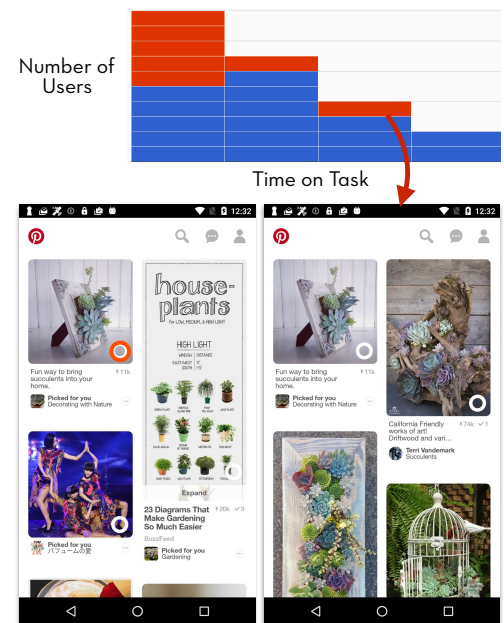 Number of
Users
Time on Task
12:32
Fun way to bring
succulents into your
home.
11k
Picked for you
Decorating with Nature
house-
plants
for LOW, MEDIUM, & HIGH LIGHT
HIGH LIGHT
WINDOW | DISTANCE
Expand
23 Diagrams That
Make Gardening
So Much Easier
20k
3
BuzzFeed
Picked for you
Gardening
Picked for you
パフュームの愛
12:32
Fun way to bring
succulents into your
home.
11k
Picked for you
Decorating with Nature
California Friendly
works of art!
Driftwood and vari...
74k
1
Terri Vandemark
Succulents